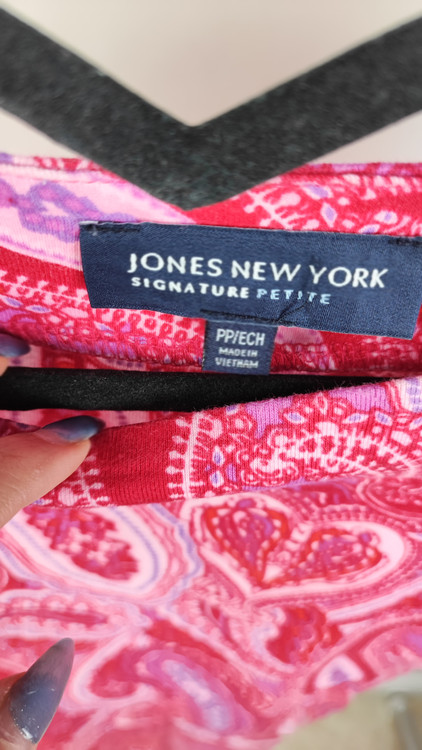 JONES NEW YORK
SIGNATURE PETITE
PP/ECH
MADE IN
VIETNAM